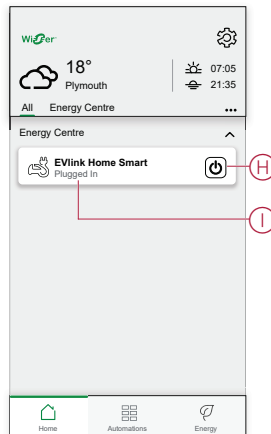 Wiser
18°
07:05
Plymouth
21:35
All Energy Centre ...
Energy Centre
EVlink Home Smart
Plugged In
H
I
Home Automations Energy